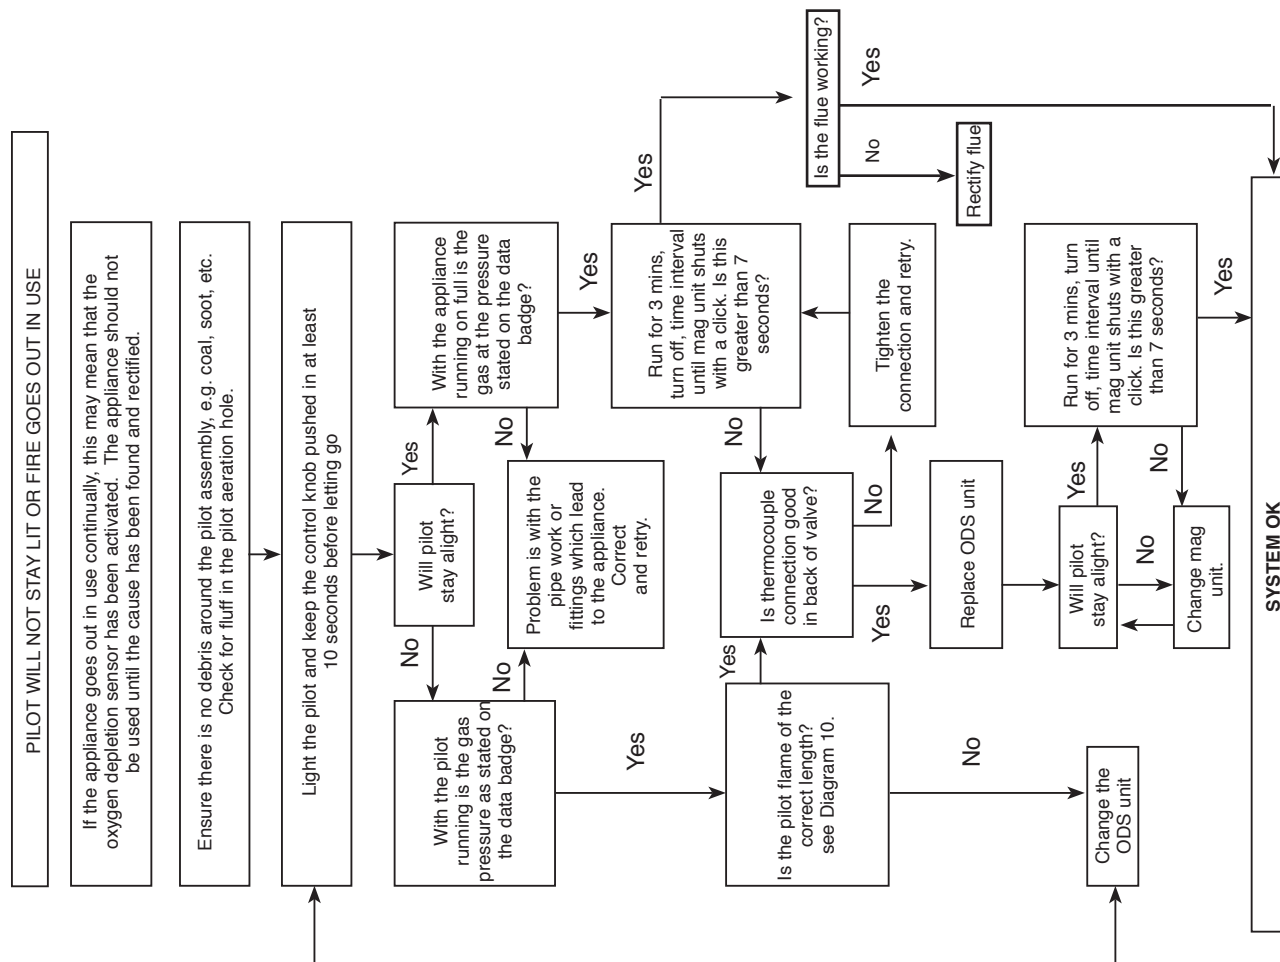 PILOT WILL NOT STAY LIT OR FIRE GOES OUT IN USE
If the appliance goes out in use continually, this may mean that the
oxygen depletion sensor has been activated. The appliance should not
be used until the cause has been found and rectified.
Ensure there is no debris around the pilot assembly, e.g. coal, soot, etc.
Check for fluff in the pilot aeration hole.
Light the pilot and keep the control knob pushed in at least
10 seconds before letting go
Will pilot
stay alight?
No
Yes
With the pilot
running is the gas
pressure as stated on
the data badge?
No
Problem is with the
pipe work or
fittings which lead
to the appliance.
Correct
and retry.
No
With the appliance
running on full is the
gas at the pressure
stated on the data
badge?
Yes
Yes
Run for 3 mins,
turn off, time interval
until mag unit shuts
with a click. Is this
greater than 7
seconds?
Yes
No
Is the pilot flame of the
correct length?
see Diagram 10.
Yes
Is thermocouple
connection good
in back of valve?
No
Tighten the
connection and retry.
Is the flue working?
Yes
No
Rectify flue
No
Yes
Replace ODS unit
Change the
ODS unit
Will pilot
stay alight?
Yes
No
Change mag
unit.
No
Run for 3 mins, turn
off, time interval until
mag unit shuts with a
click. Is this greater
than 7 seconds?
Yes
SYSTEM OK